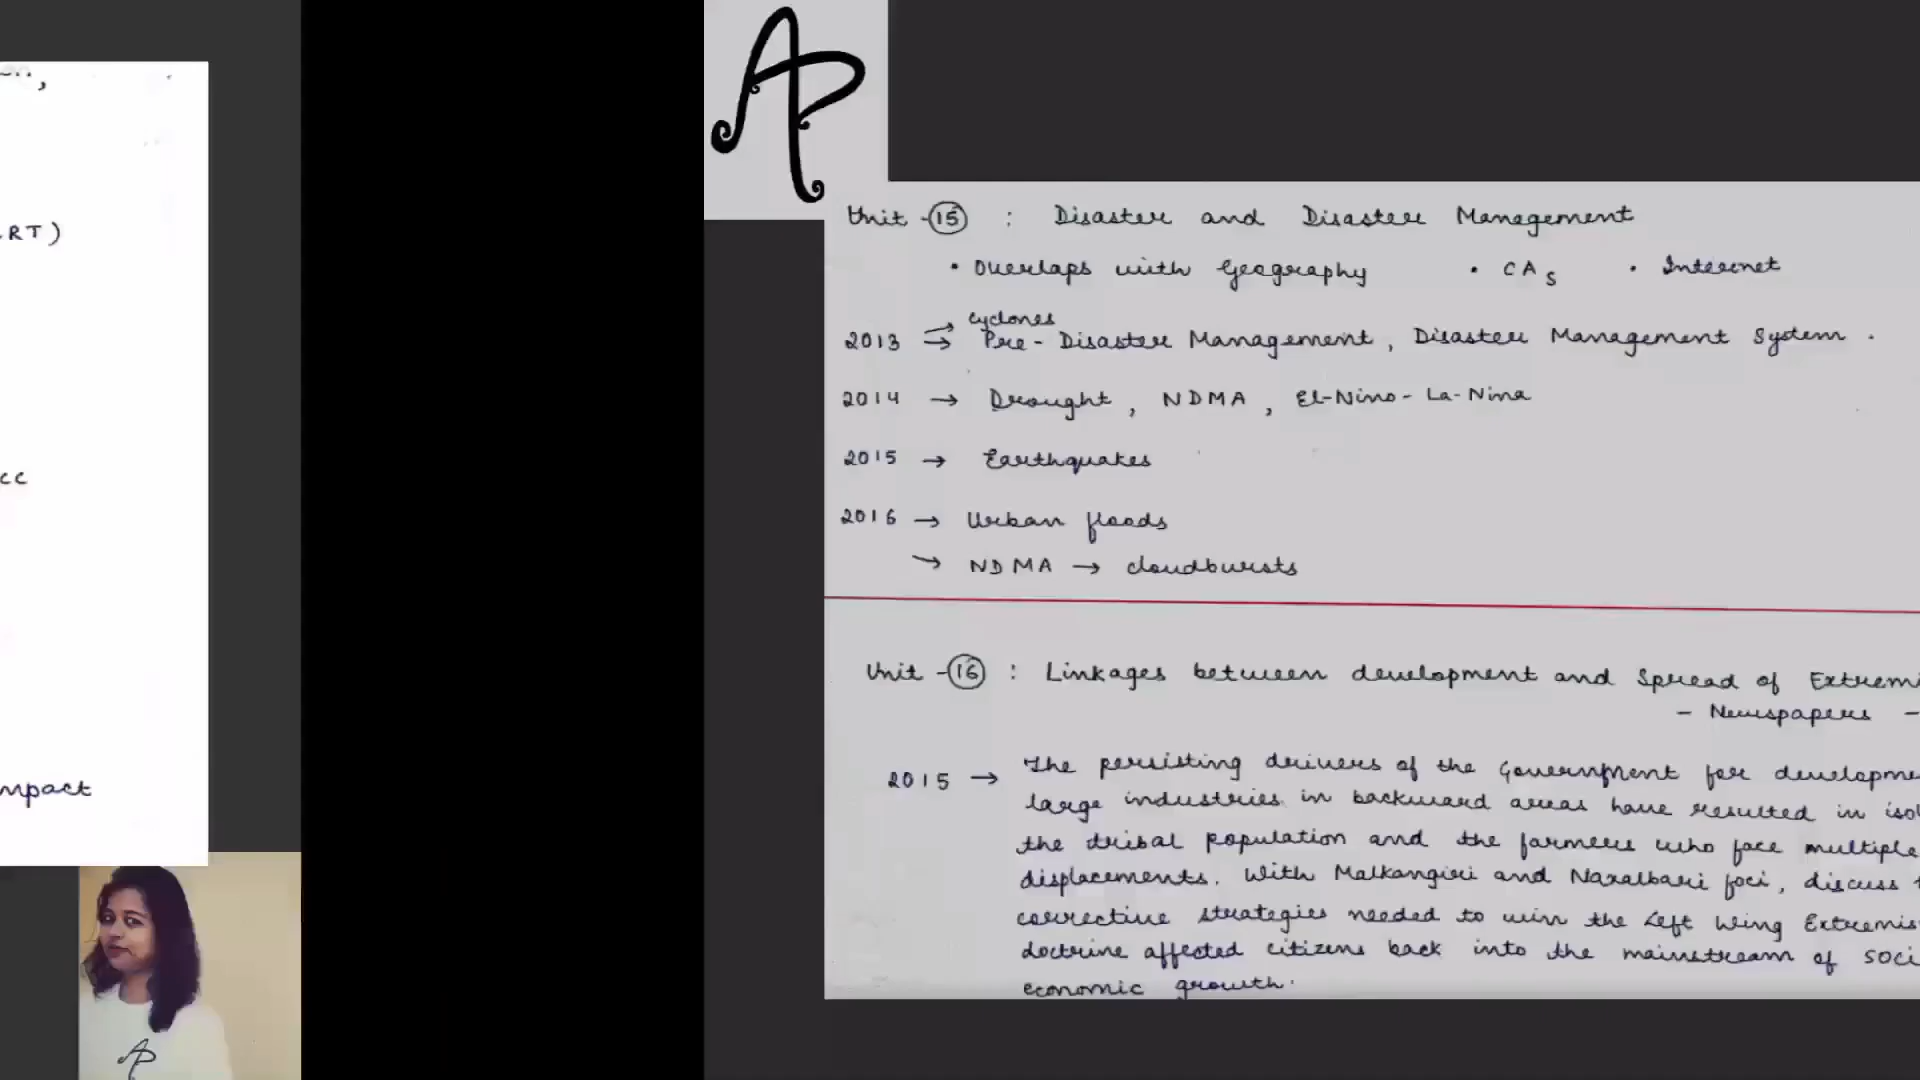 RT)
cc
mpact
AP
AP
Unit - 15 : Disaster and Disaster Management
• Overlaps with Geography • CAs • Internet
cyclones
2013 → Pre-Disaster Management, Disaster Management System.
2014 → Drought, NDMA, El-Nino-La-Nina
2015 → Earthquakes
2016 → Urban floods
→ NDMA → cloudbursts
Unit - 16 : Linkages between development and Spread of Extremi
- Newspapers -
2015 → The persisting drivers of the Government for developme
large industries in backward areas have resulted in isol
the tribal population and the farmers who face multiple
displacements. With Malkangiri and Naxalbari foci, discuss t
corrective strategies needed to win the Left Wing Extremis
doctrine affected citizens back into the mainstream of soci
economic growth.